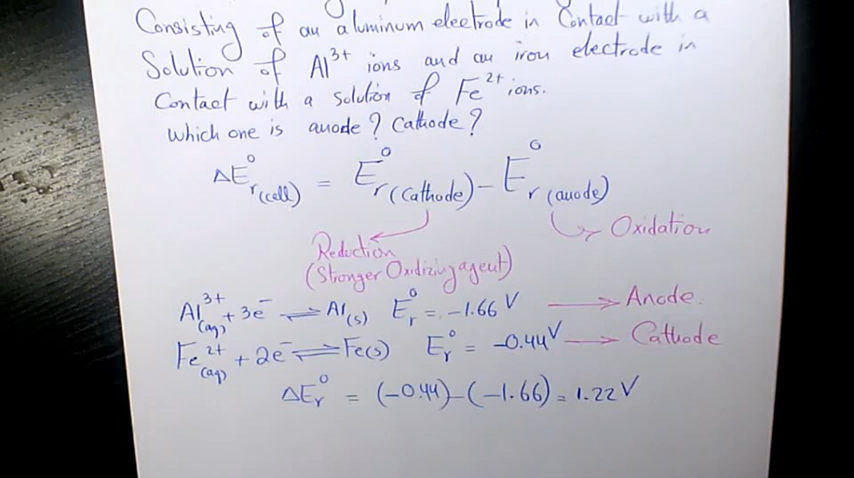 Consisting of an aluminum electrode in Contact with a
Solution of Al³⁺ ions and an iron electrode in
Contact with a solution of Fe²⁺ ions.
which one is anode? Cathode?
ΔE°r(cell) = E°r(Cathode) - E°r(anode)
Oxidation
Reduction
(Stronger Oxidizing agent)
Al³⁺(aq) + 3e⁻ ⇌ Al(s) E°r = -1.66 V → Anode.
Fe²⁺(aq) + 2e⁻ ⇌ Fe(s) E°r = -0.44 V → Cathode
ΔE°r = (-0.44) - (-1.66) = 1.22 V